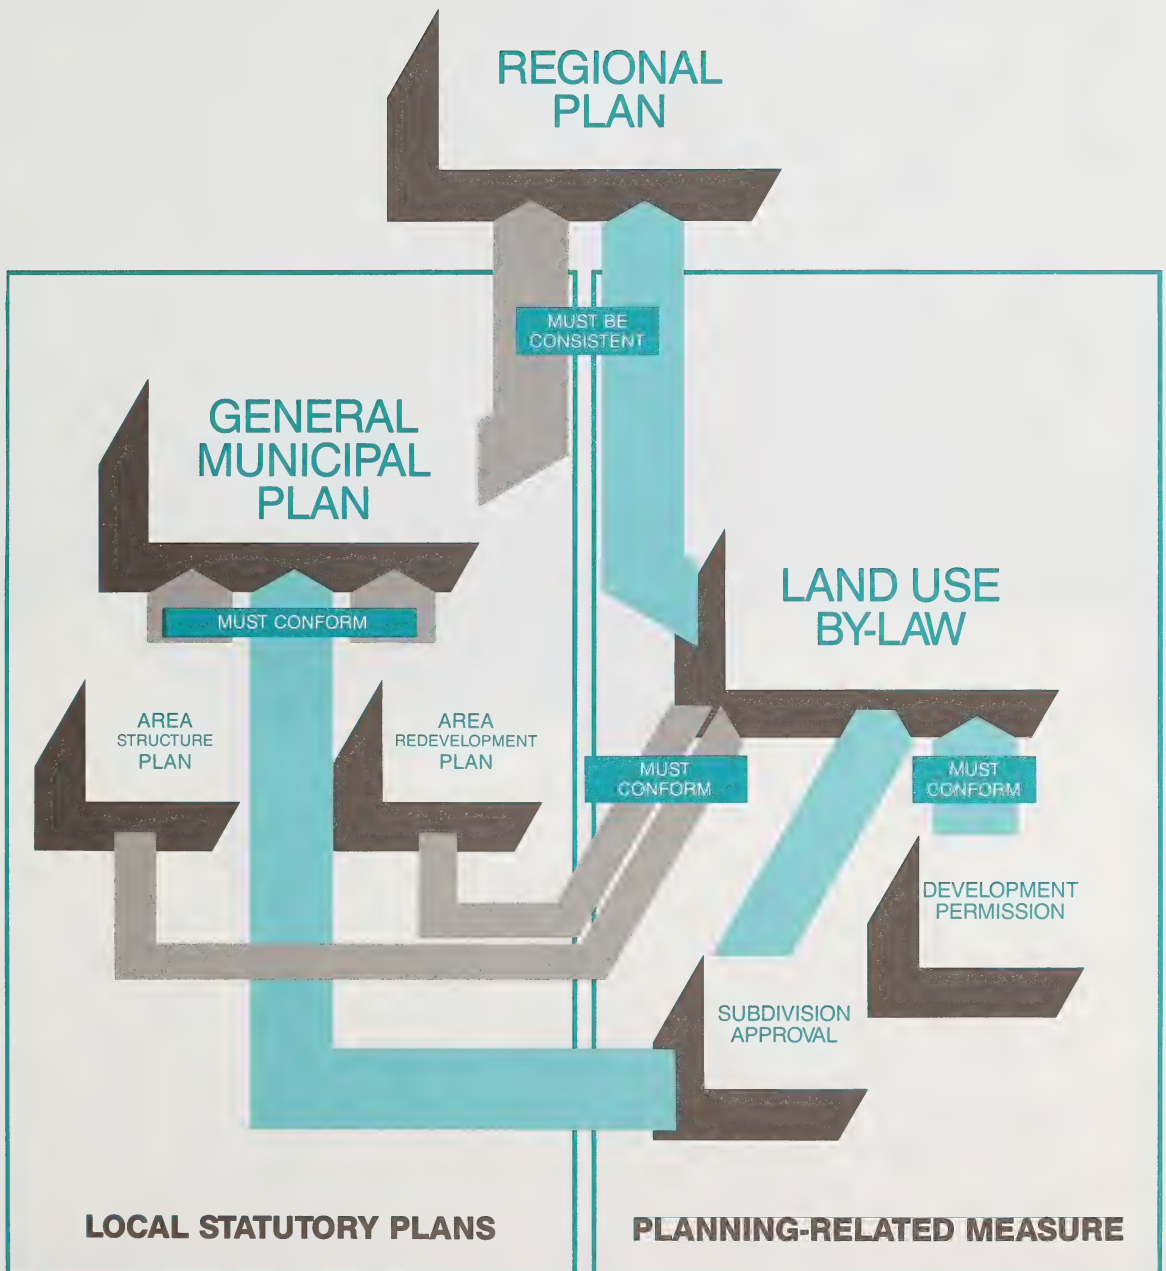 REGIONAL
PLAN
MUST BE
CONSISTENT
GENERAL
MUNICIPAL
PLAN
MUST CONFORM
LAND USE
BY-LAW
AREA
STRUCTURE
PLAN
AREA
REDEVELOPMENT
PLAN
MUST
CONFORM
MUST
CONFORM
DEVELOPMENT
PERMISSION
SUBDIVISION
APPROVAL
LOCAL STATUTORY PLANS
PLANNING-RELATED MEASURE